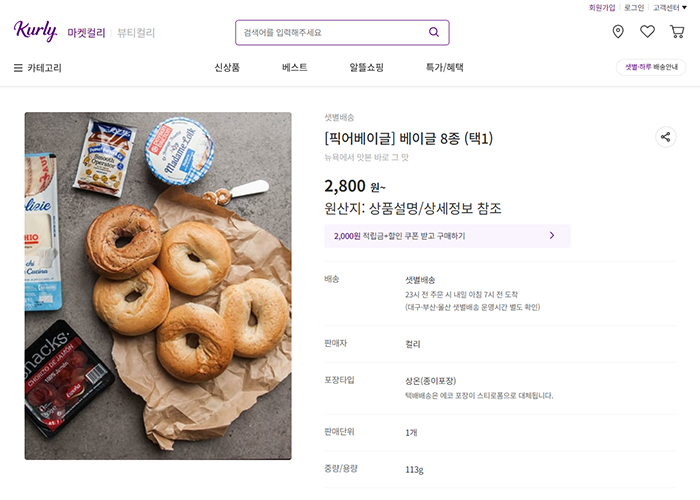 회원가입 로그인 고객센터
Kurly 마켓컬리 뷰티컬리
검색어를 입력해주세요
카테고리 신상품 베스트 알뜰쇼핑 특가/혜택 샛별·하루 배송안내
Smooth Operator
Madame Loïk
CHORIZO DE JAMÓN
샛별배송
[픽어베이글] 베이글 8종 (택1)
뉴욕에서 맛본 바로 그 맛
2,800 원~
원산지: 상품설명/상세정보 참조
2,000원 적립금+할인 쿠폰 받고 구매하기
배송 샛별배송
23시 전 주문 시 내일 아침 7시 전 도착
(대구·부산·울산 샛별배송 운영시간 별도 확인)
판매자 컬리
포장타입 상온(종이포장)
택배배송은 에코 포장이 스티로폼으로 대체됩니다.
판매단위 1개
중량/용량 113g